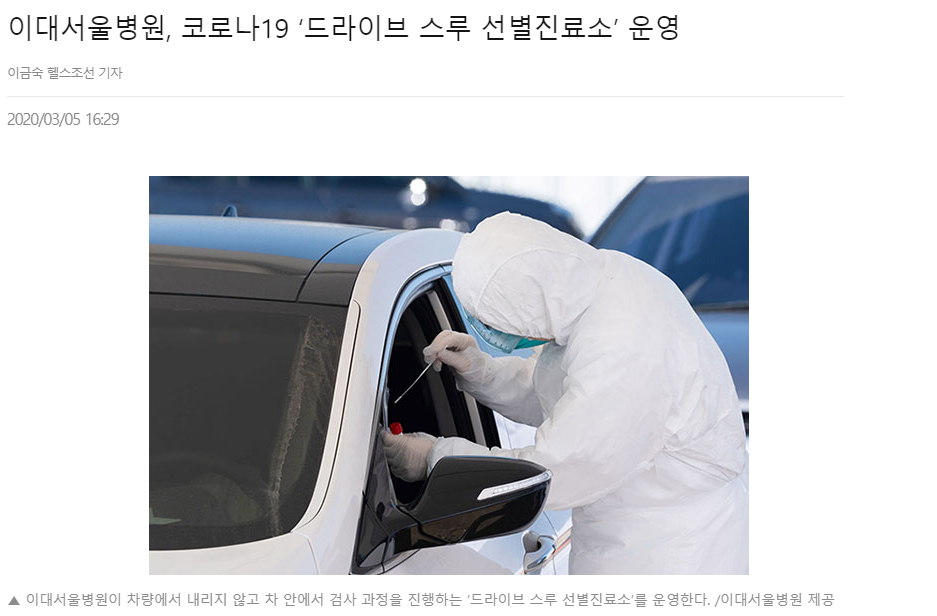 이대서울병원, 코로나19 ‘드라이브 스루 선별진료소’ 운영
이금숙 헬스조선 기자
2020/03/05 16:29
▲ 이대서울병원이 차량에서 내리지 않고 차 안에서 검사 과정을 진행하는 ‘드라이브 스루 선별진료소’를 운영한다. /이대서울병원 제공